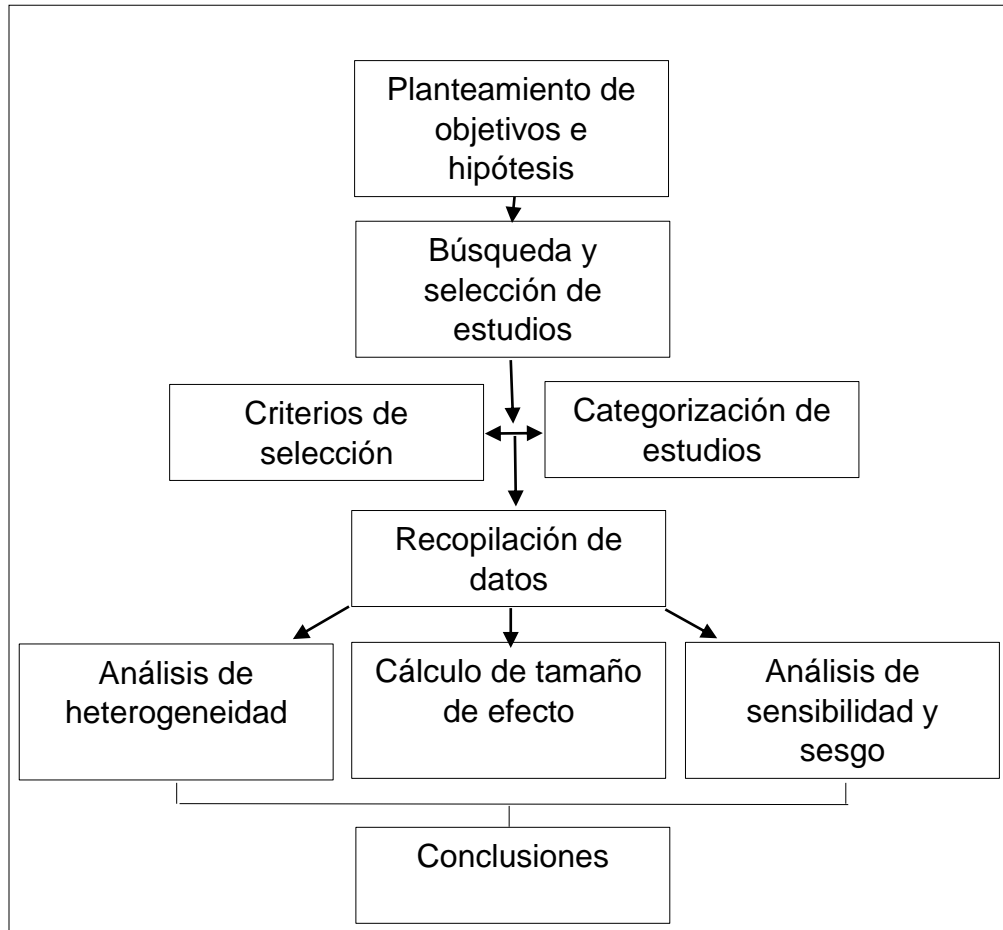 Planteamiento de
objetivos e
hipótesis
Búsqueda y
selección de
estudios
Criterios de
selección
Categorización de
estudios
Recopilación de
datos
Análisis de
heterogeneidad
Cálculo de tamaño
de efecto
Análisis de
sensibilidad y
sesgo
Conclusiones